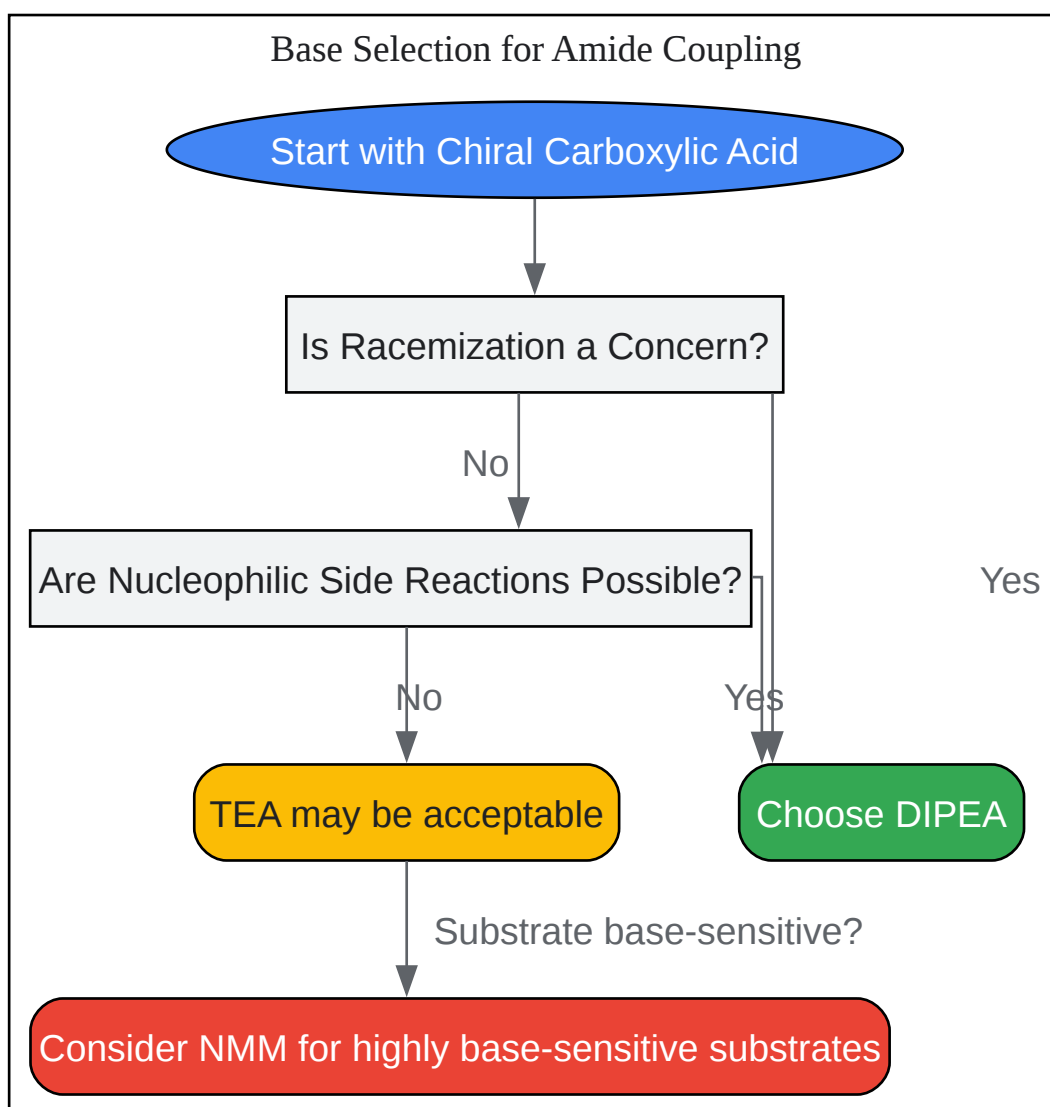 Base Selection for Amide Coupling
Start with Chiral Carboxylic Acid
Is Racemization a Concern?
No
Are Nucleophilic Side Reactions Possible?
Yes
No
Yes
TEA may be acceptable
Choose DIPEA
Substrate base-sensitive?
Consider NMM for highly base-sensitive substrates